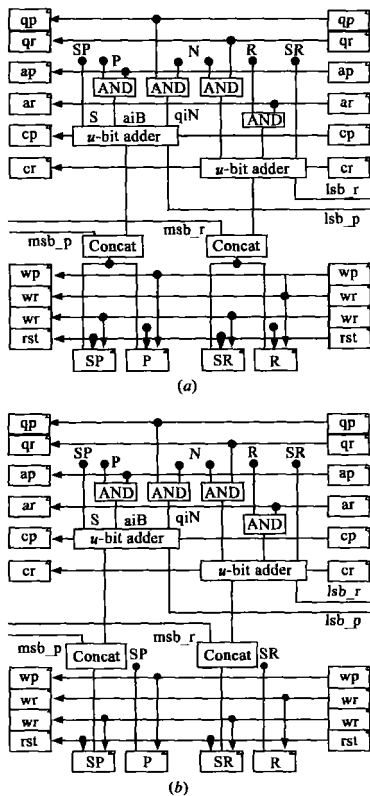 qp qp
qr SP P N R SR qr
ap AND AND AND ap
ar AND ar
S aiB qiN
cp u-bit adder cp
cr u-bit adder cr
lsb_r
lsb_p
msb_p Concat msb_r Concat
wp wp
wr wr
wr wr
rst rst
SP P SR R
(a)
qp qp
qr SP P N R SR qr
ap AND AND AND ap
ar AND ar
S aiB qiN
cp u-bit adder cp
cr u-bit adder cr
lsb_r
lsb_p
msb_p Concat SP msb_r Concat SR
wp wp
wr wr
wr wr
rst rst
SP P SR R
(b)